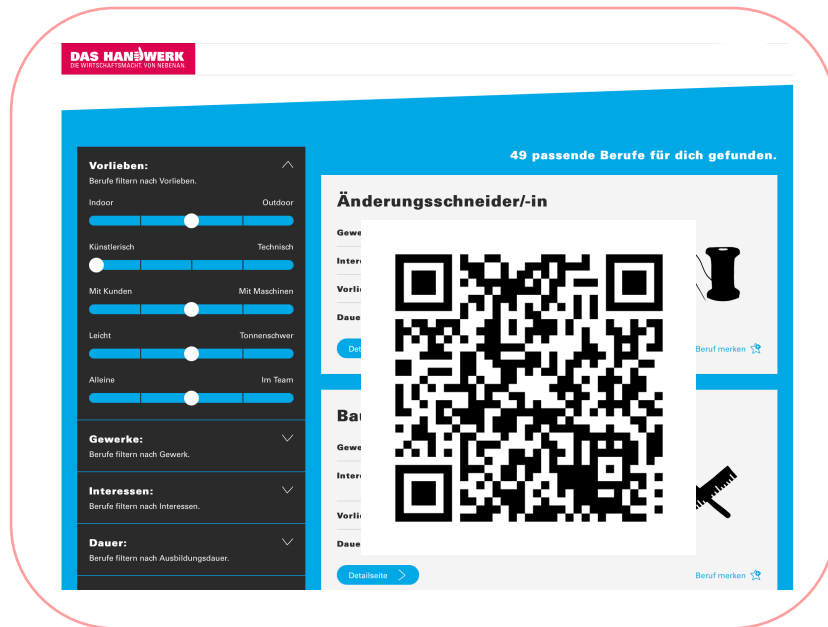 DAS HANDWERK
DIE WIRTSCHAFTSMACHT. VON NEBENAN.
49 passende Berufe für dich gefunden.
Vorlieben:
Berufe filtern nach Vorlieben.
Indoor Outdoor
Künstlerisch Technisch
Mit Kunden Mit Maschinen
Leicht Tonnenschwer
Alleine Im Team
Gewerke:
Berufe filtern nach Gewerk.
Interessen:
Berufe filtern nach Interessen.
Dauer:
Berufe filtern nach Ausbildungsdauer.
Änderungsschneider/-in
Beruf merken
Detailseite
Beruf merken